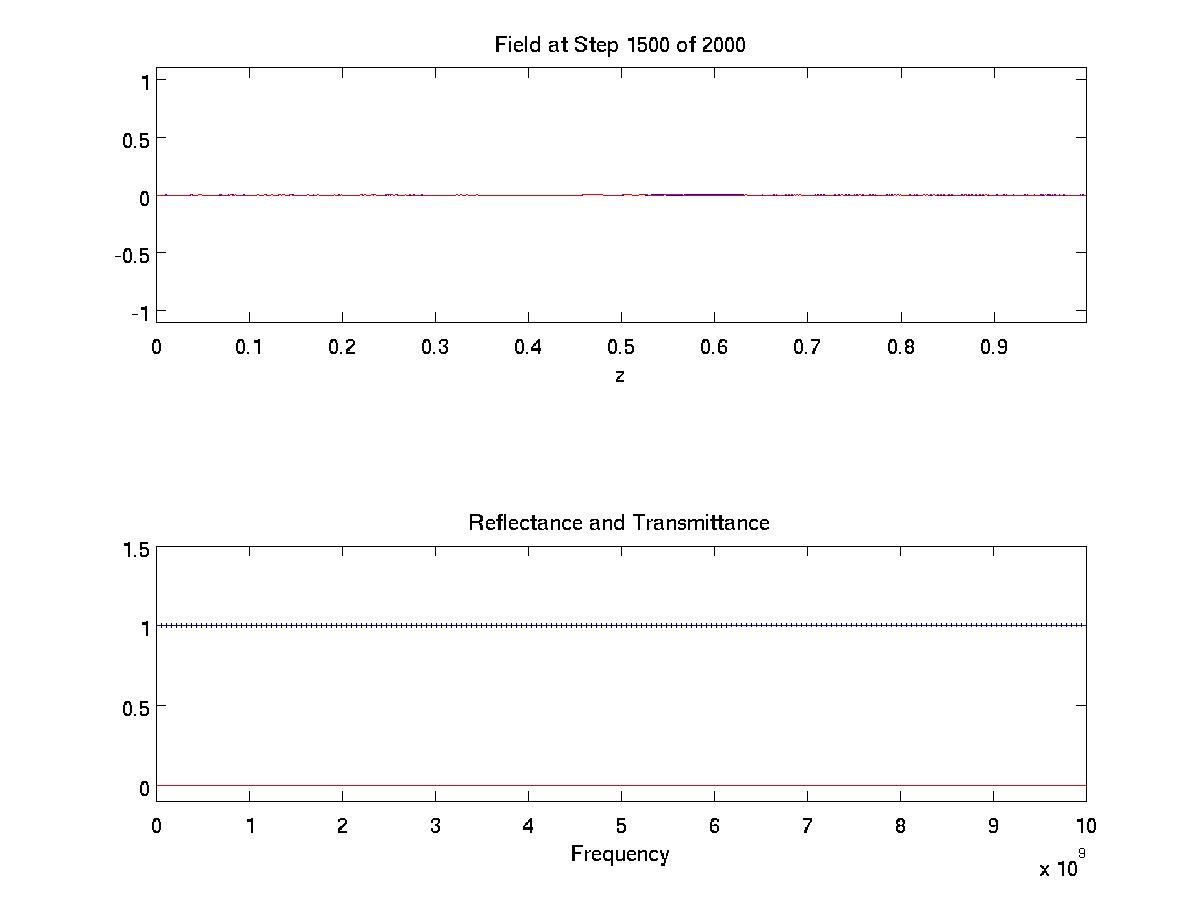 Field at Step 1500 of 2000
1
0.5
0
-0.5
-1
0 0.1 0.2 0.3 0.4 0.5 0.6 0.7 0.8 0.9
z
Reflectance and Transmittance
1.5
1
0.5
0
0 1 2 3 4 5 6 7 8 9 10
Frequency
x 10^9